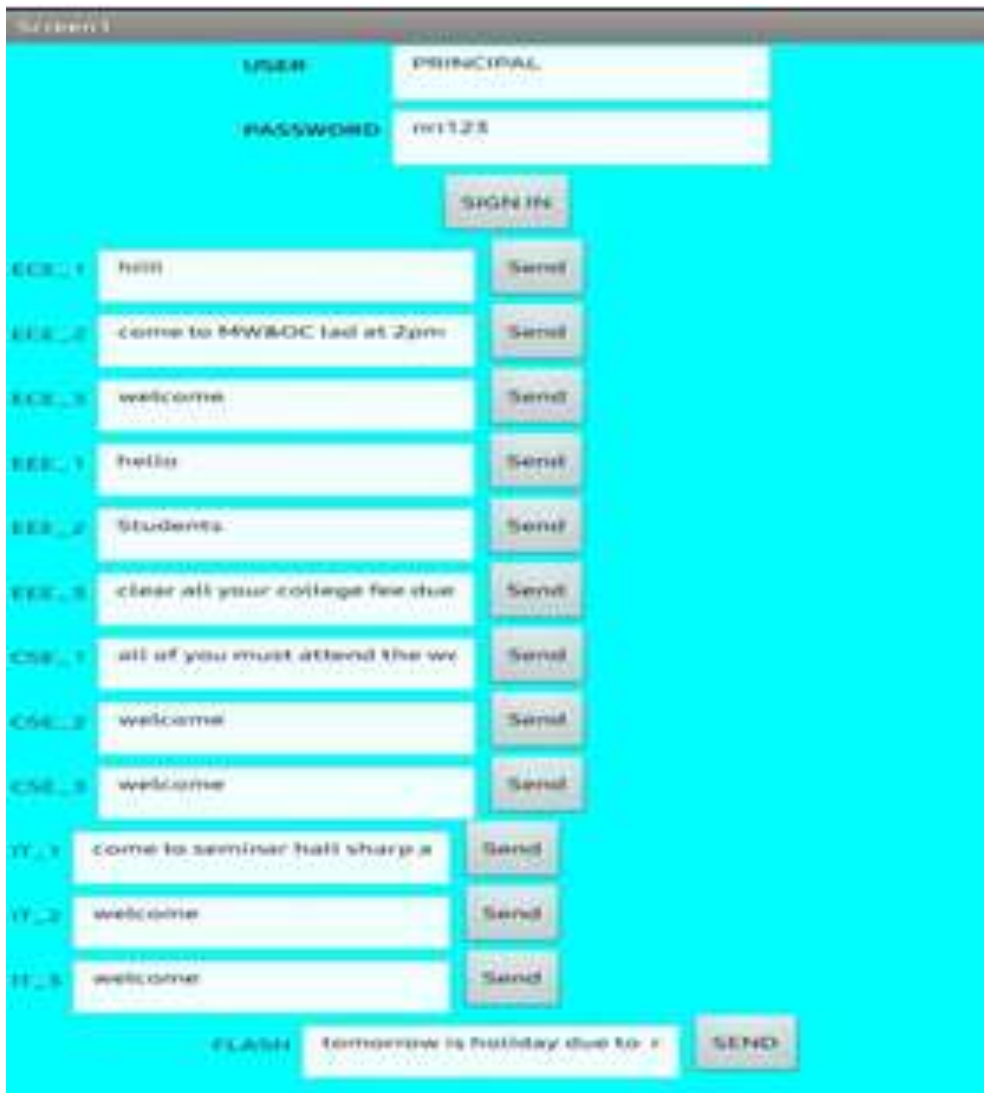 Screen1
USER PRINCIPAL
PASSWORD
SIGN IN
ECE_1 Send
ECE_2 come to MW&OC lad at 2pm Send
ECE_3 welcome Send
EEE_1 hello Send
EEE_2 Students Send
EEE_3 clear all your college fee due Send
CSE_1 all of you must attend the wo Send
CSE_2 welcome Send
CSE_3 welcome Send
IT_1 come to seminar hall sharp a Send
IT_2 welcome Send
IT_3 welcome Send
FLASH tomorrow is holiday due to SEND